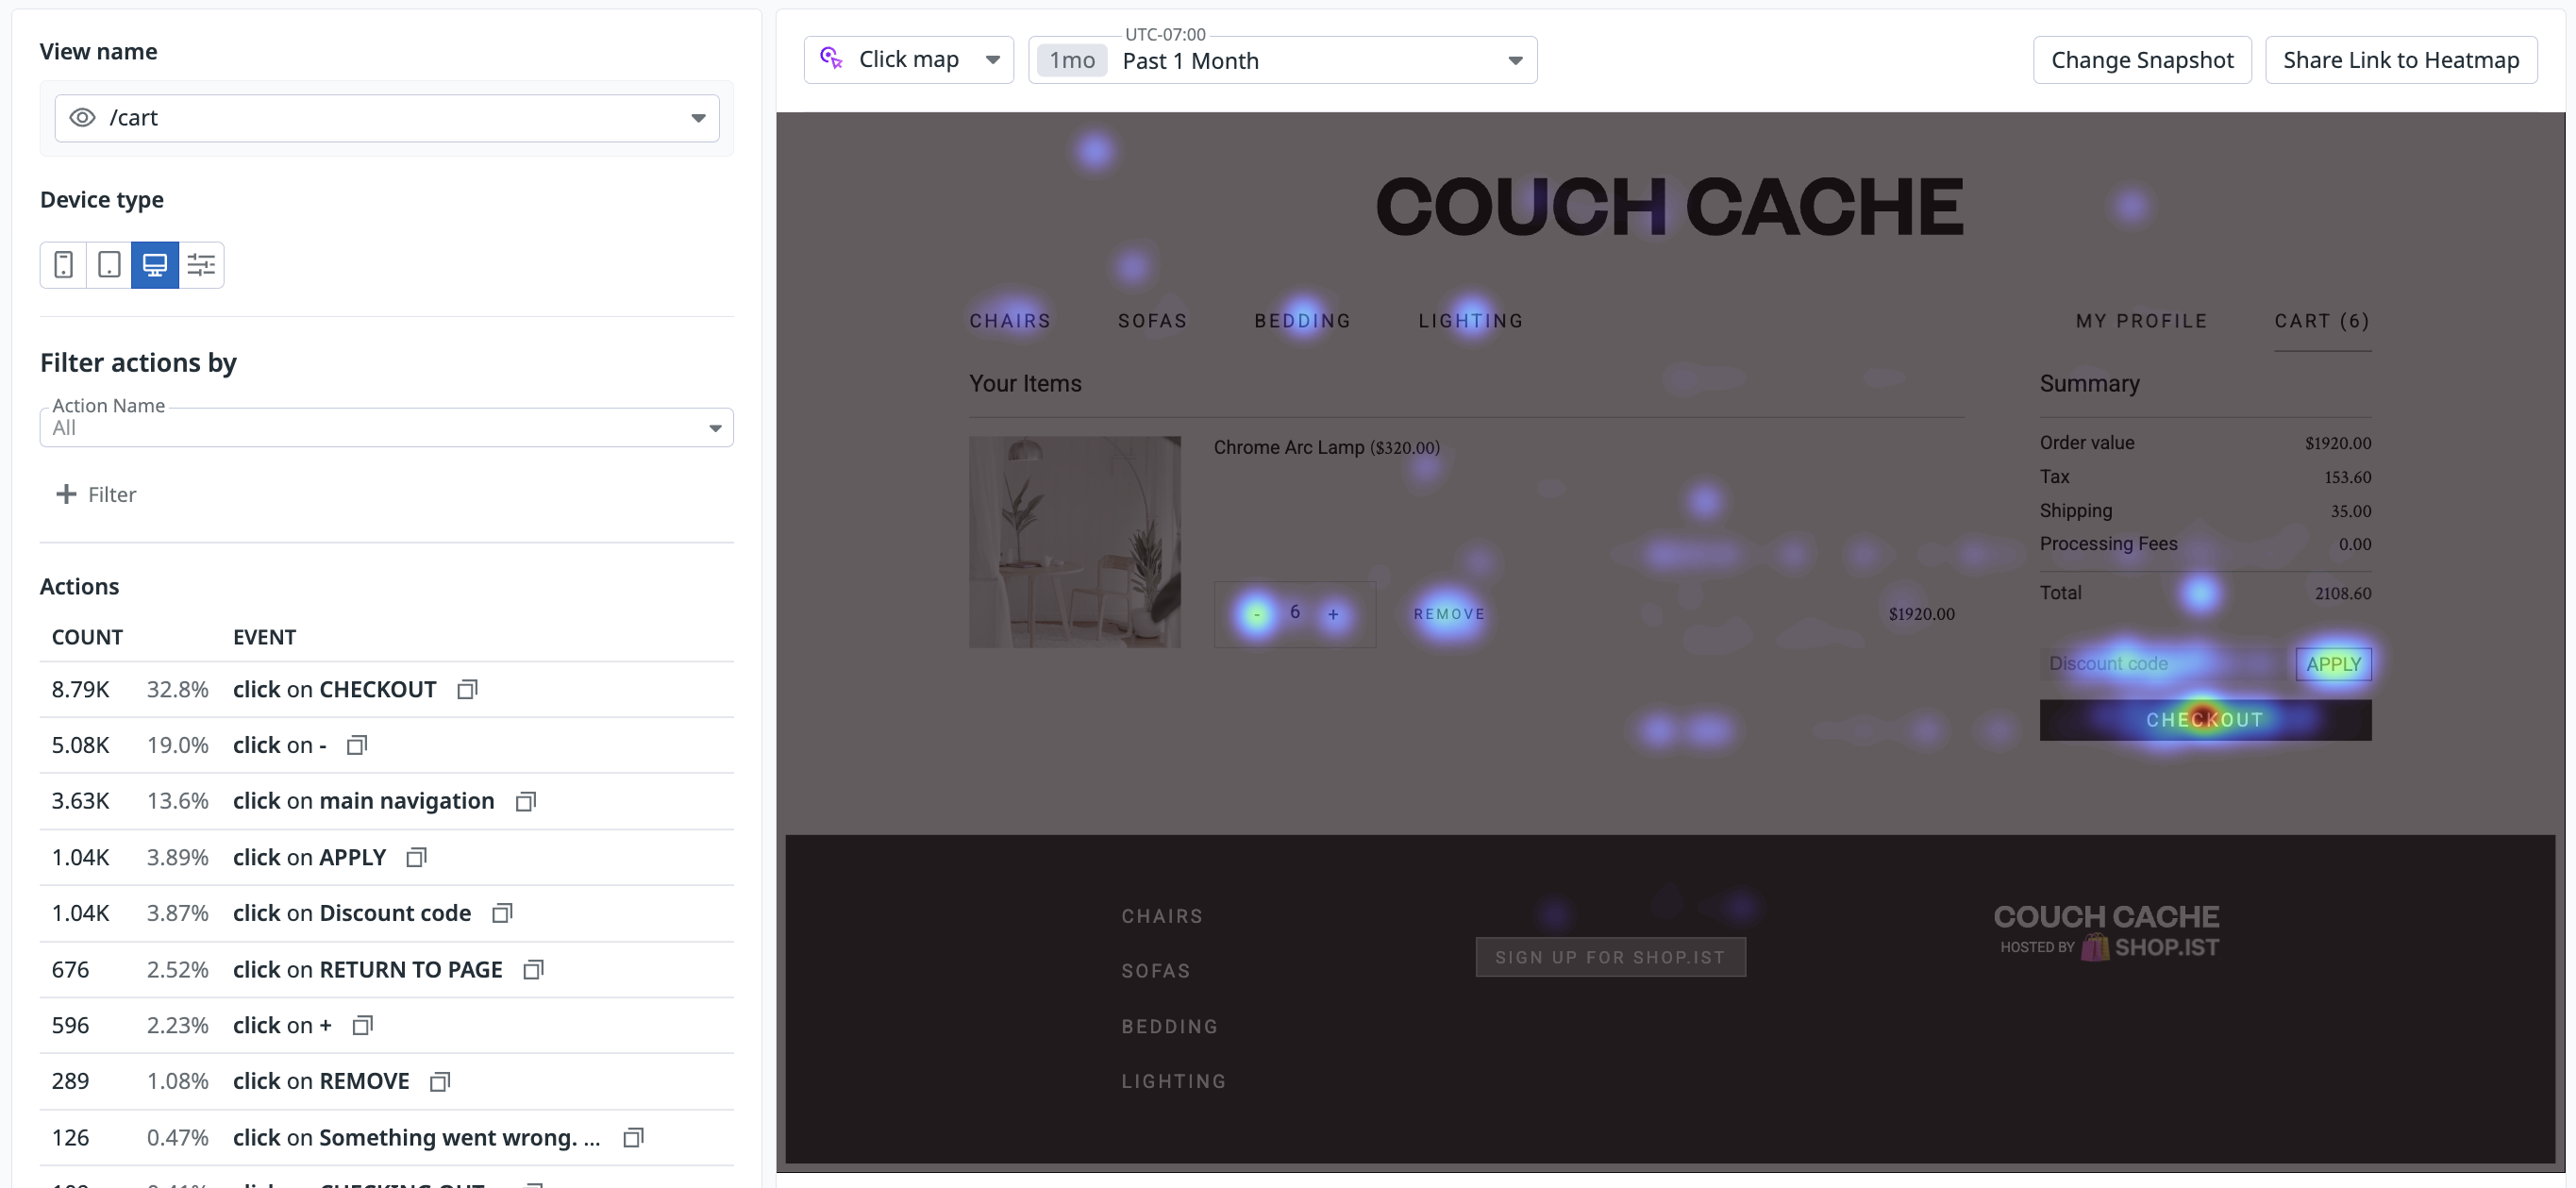 View name
/cart
Device type
Filter actions by
Action Name
All
+ Filter
Actions
COUNT EVENT
8.79K 32.8% click on CHECKOUT
5.08K 19.0% click on -
3.63K 13.6% click on main navigation
1.04K 3.89% click on APPLY
1.04K 3.87% click on Discount code
676 2.52% click on RETURN TO PAGE
596 2.23% click on +
289 1.08% click on REMOVE
126 0.47% click on Something went wrong. ...
Click map
UTC-07:00
1mo Past 1 Month
Change Snapshot
Share Link to Heatmap
COUCH CACHE
CHAIRS SOFAS BEDDING LIGHTING MY PROFILE CART (6)
Your Items
Chrome Arc Lamp ($320.00)
- 6 + REMOVE $1920.00
Summary
Order value $1920.00
Tax 153.60
Shipping 35.00
Processing Fees 0.00
Total 2108.60
Discount code APPLY
CHECKOUT
CHAIRS
SOFAS
BEDDING
LIGHTING
SIGN UP FOR SHOP.IST
COUCH CACHE
HOSTED BY SHOP.IST